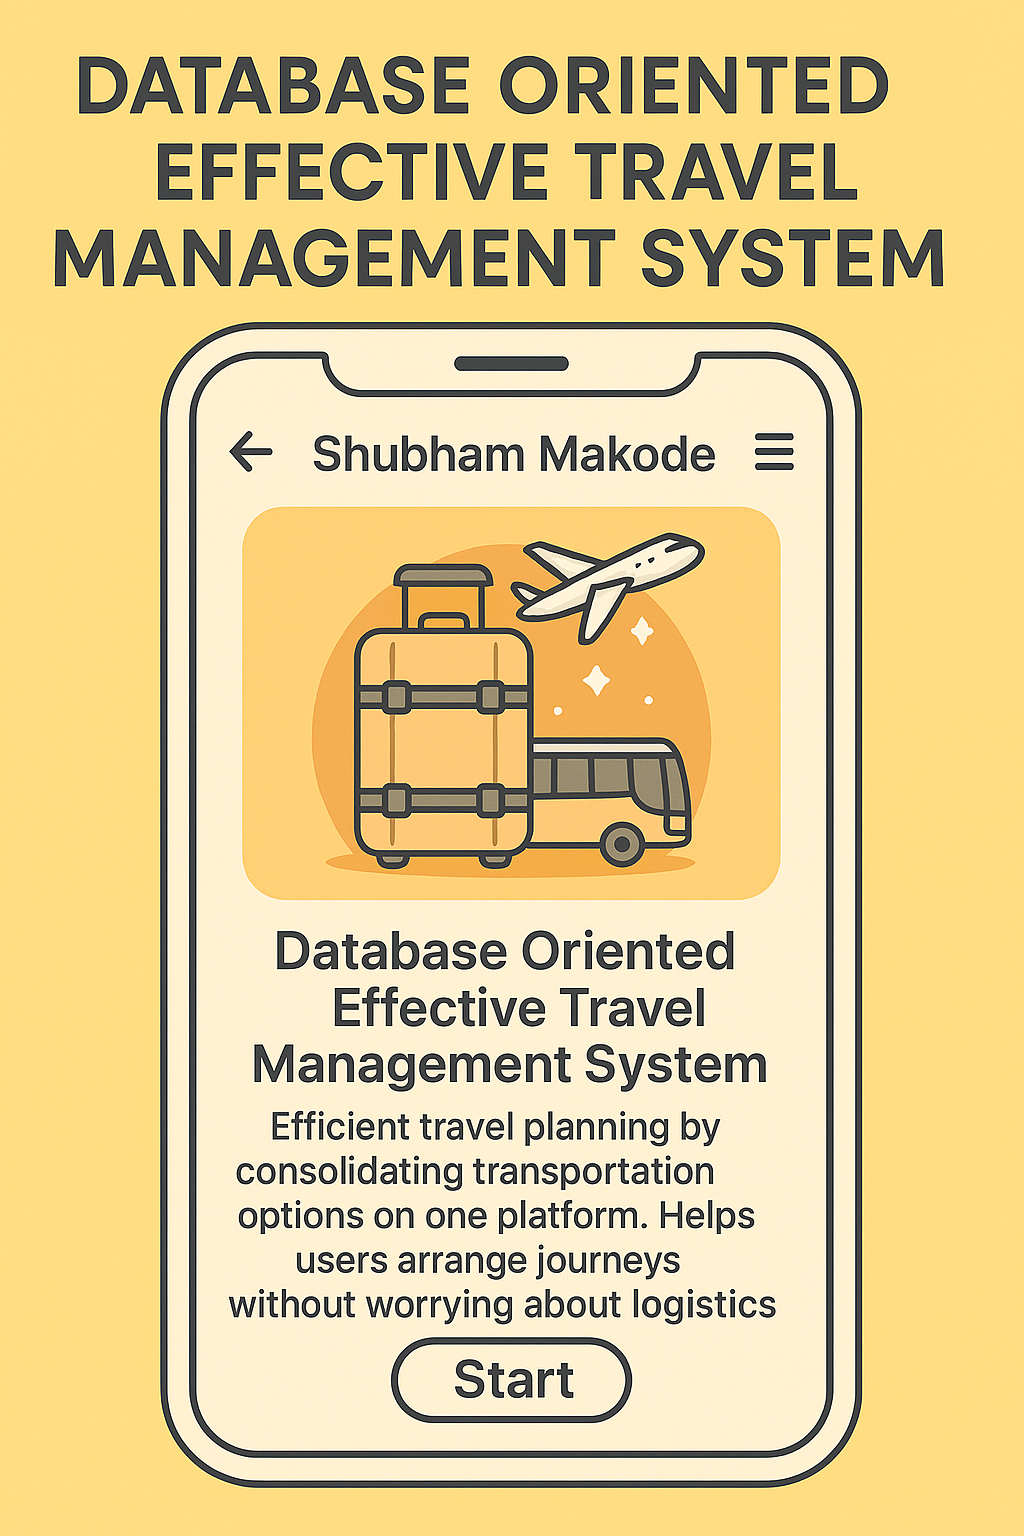 DATABASE ORIENTED
EFFECTIVE TRAVEL
MANAGEMENT SYSTEM
Shubham Makode
Database Oriented
Effective Travel
Management System
Efficient travel planning by
consolidating transportation
options on one platform. Helps
users arrange journeys
without worrying about logistics
Start